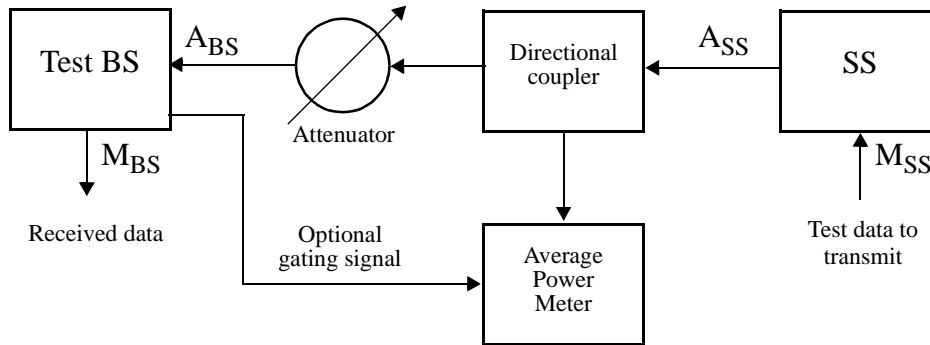 Test BS
A_BS
Attenuator
Directional
coupler
A_SS
SS
M_BS
M_SS
Received data
Optional
gating signal
Average
Power
Meter
Test data to
transmit